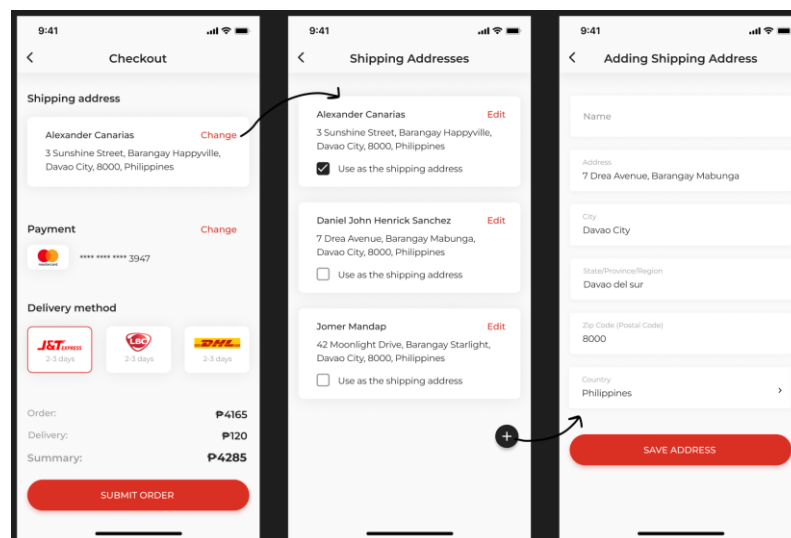 9:41
Checkout
Shipping address
Alexander Canarias Change
3 Sunshine Street, Barangay Happyville,
Davao City, 8000, Philippines
Payment Change
mastercard
**** **** **** 3947
Delivery method
J&T EXPRESS
2-3 days
LBC
2-3 days
DHL
2-3 days
Order: ₱4165
Delivery: ₱120
Summary: ₱4285
SUBMIT ORDER
9:41
Shipping Addresses
Alexander Canarias Edit
3 Sunshine Street, Barangay Happyville,
Davao City, 8000, Philippines
Use as the shipping address
Daniel John Henrick Sanchez Edit
7 Drea Avenue, Barangay Mabunga,
Davao City, 8000, Philippines
Use as the shipping address
Jomer Mandap Edit
42 Moonlight Drive, Barangay Starlight,
Davao City, 8000, Philippines
Use as the shipping address
+
9:41
Adding Shipping Address
Name
Address
7 Drea Avenue, Barangay Mabunga
City
Davao City
State/Province/Region
Davao del sur
Zip Code (Postal Code)
8000
Country
Philippines
SAVE ADDRESS